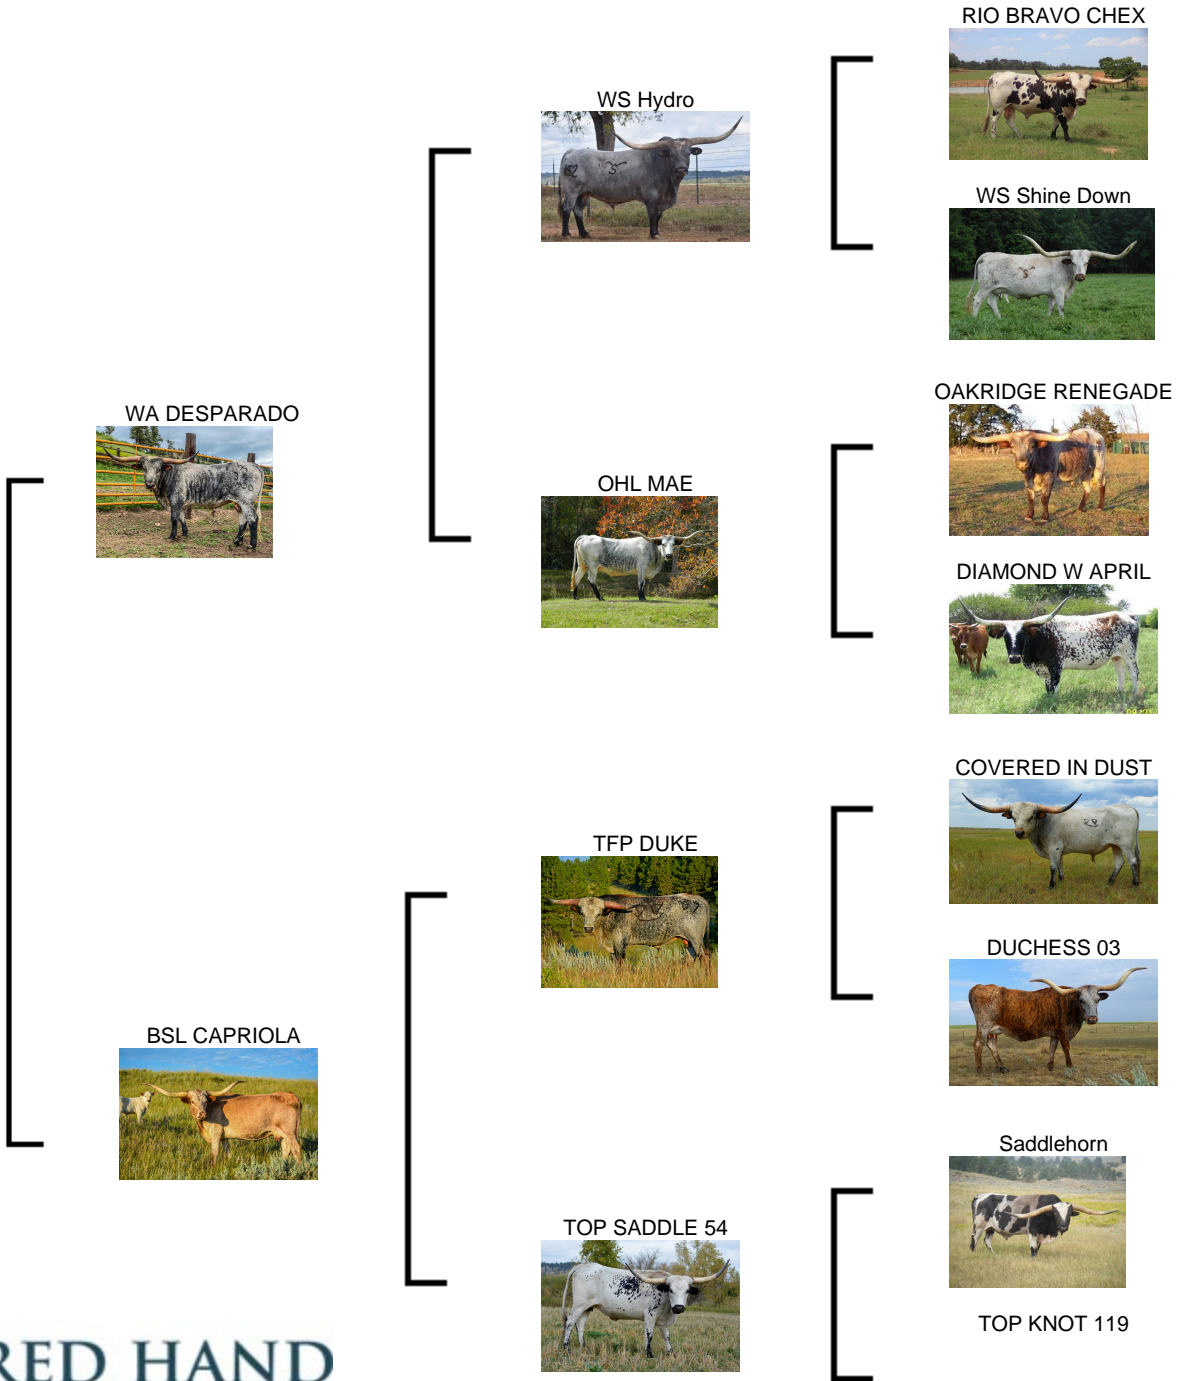 RIO BRAVO CHEX
WS Hydro
WS Shine Down
OAKRIDGE RENEGADE
WA DESPARADO
OHL MAE
DIAMOND W APRIL
COVERED IN DUST
TFP DUKE
DUCHESS 03
BSL CAPRIOLA
Saddlehorn
TOP SADDLE 54
TOP KNOT 119
RED HAND